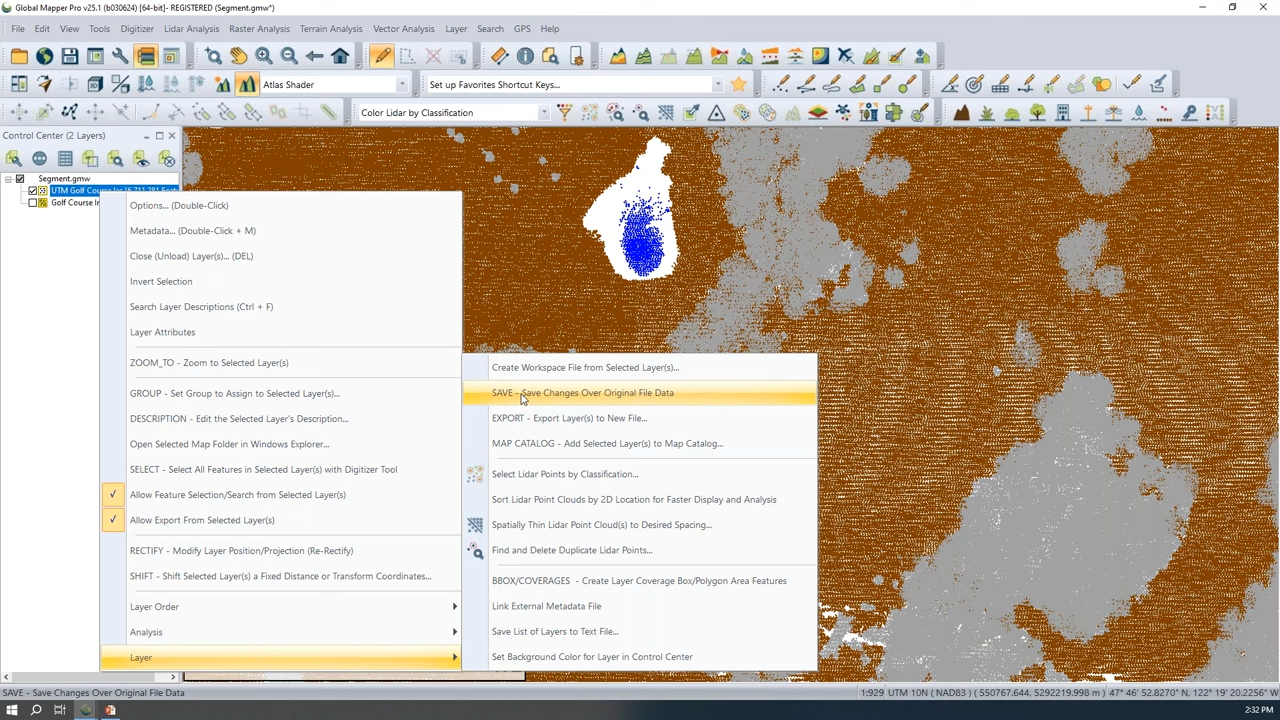 Global Mapper Pro v25.1 (b030624) [64-bit]- REGISTERED (Segment.gmw*)
File Edit View Tools Digitizer Lidar Analysis Raster Analysis Terrain Analysis Vector Analysis Layer Search GPS Help
Atlas Shader
Set up Favorites Shortcut Keys...
Color Lidar by Classification
Control Center (2 Layers)
Segment.gmw
UTM Golf Course.las [6,711,281 Feat
Golf Course
Options... (Double-Click)
Metadata... (Double-Click + M)
Close (Unload) Layer(s)... (DEL)
Invert Selection
Search Layer Descriptions (Ctrl + F)
Layer Attributes
ZOOM_TO - Zoom to Selected Layer(s)
GROUP - Set Group to Assign to Selected Layer(s)...
DESCRIPTION - Edit the Selected Layer's Description...
Open Selected Map Folder in Windows Explorer...
SELECT - Select All Features in Selected Layer(s) with Digitizer Tool
Allow Feature Selection/Search from Selected Layer(s)
Allow Export From Selected Layer(s)
RECTIFY - Modify Layer Position/Projection (Re-Rectify)
SHIFT - Shift Selected Layer(s) a Fixed Distance or Transform Coordinates...
Layer Order
Analysis
Layer
Create Workspace File from Selected Layer(s)...
SAVE - Save Changes Over Original File Data
EXPORT - Export Layer(s) to New File...
MAP CATALOG - Add Selected Layer(s) to Map Catalog...
Select Lidar Points by Classification...
Sort Lidar Point Clouds by 2D Location for Faster Display and Analysis
Spatially Thin Lidar Point Cloud(s) to Desired Spacing...
Find and Delete Duplicate Lidar Points...
BBOX/COVERAGES - Create Layer Coverage Box/Polygon Area Features
Link External Metadata File
Save List of Layers to Text File...
Set Background Color for Layer in Control Center
SAVE - Save Changes Over Original File Data
1:929 UTM 10N ( NAD83 ) ( 550767.644, 5292219.998 m ) 47° 46' 52.8270" N, 122° 19' 20.2256" W
2:32 PM